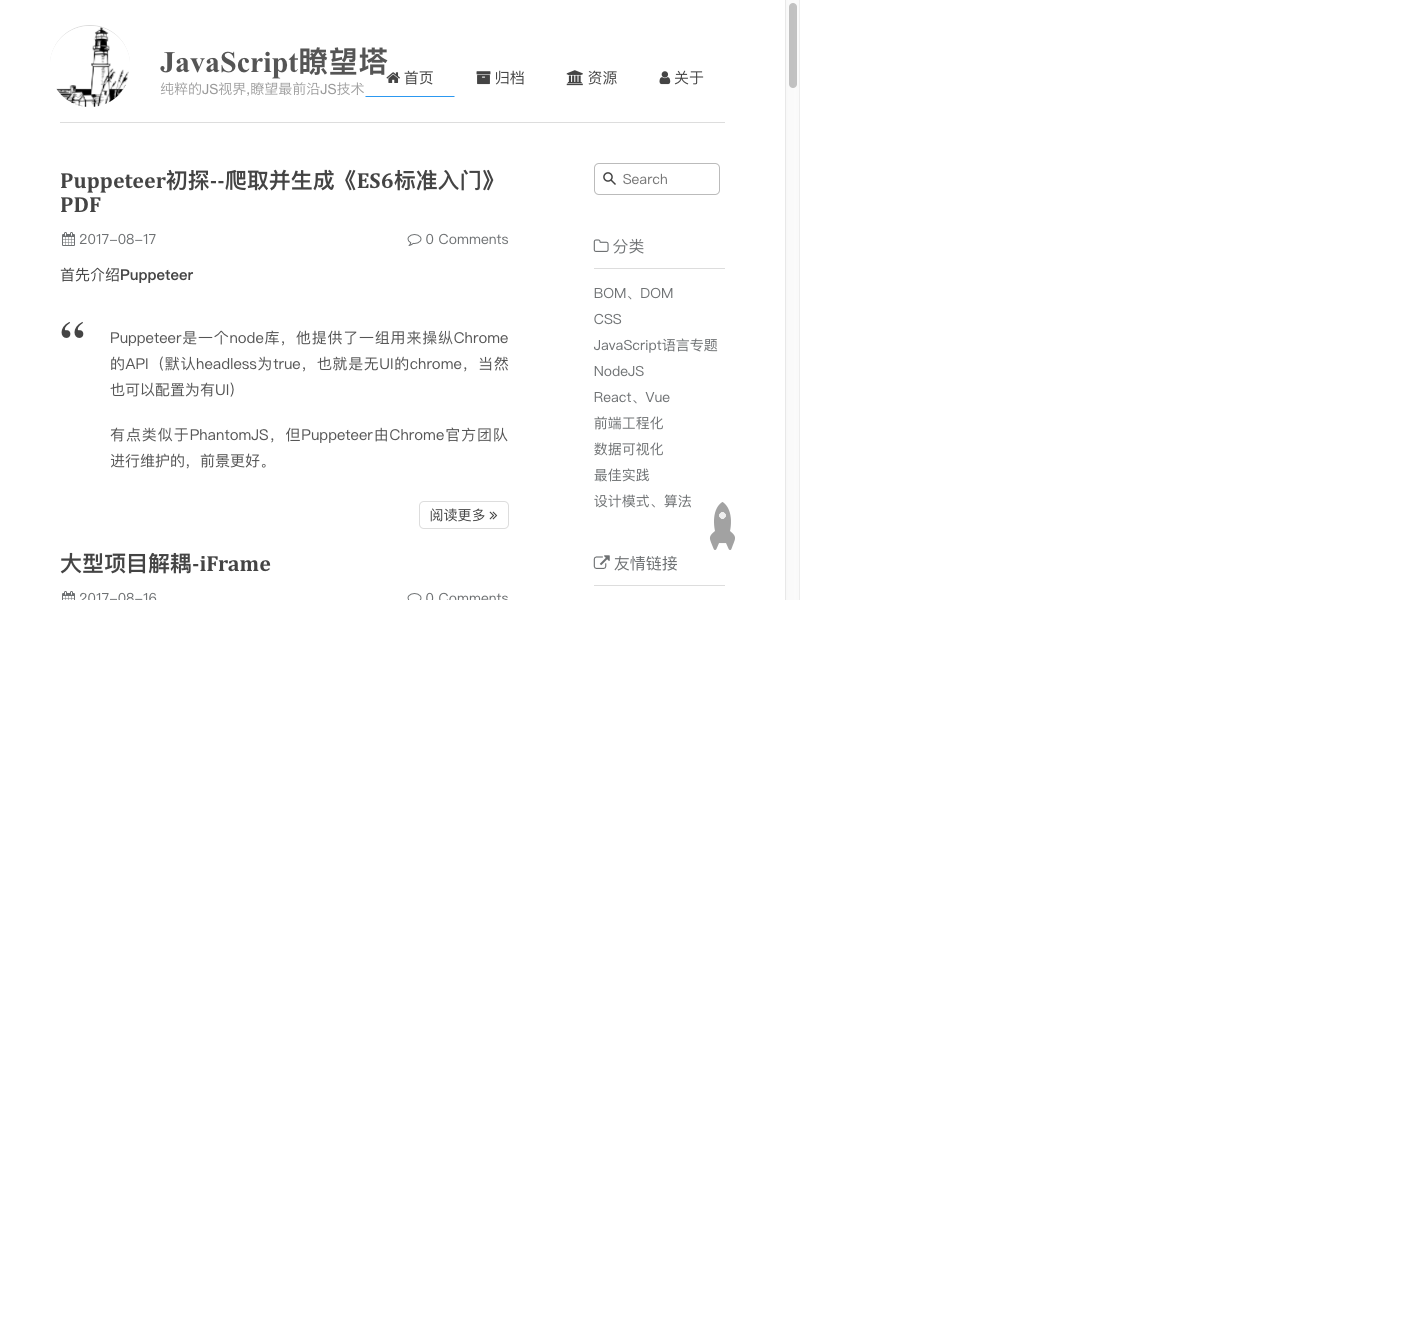 JavaScript瞭望塔
纯粹的JS视界,瞭望最前沿JS技术
首页 归档 资源 关于
Puppeteer初探--爬取并生成《ES6标准入门》
PDF
2017-08-17 0 Comments
首先介绍Puppeteer
“
Puppeteer是一个node库，他提供了一组用来操纵Chrome
的API（默认headless为true，也就是无UI的chrome，当然
也可以配置为有UI）
有点类似于PhantomJS，但Puppeteer由Chrome官方团队
进行维护的，前景更好。
阅读更多 »
大型项目解耦-iFrame
2017-08-16 0 Comments
Search
分类
BOM、DOM
CSS
JavaScript语言专题
NodeJS
React、Vue
前端工程化
数据可视化
最佳实践
设计模式、算法
友情链接